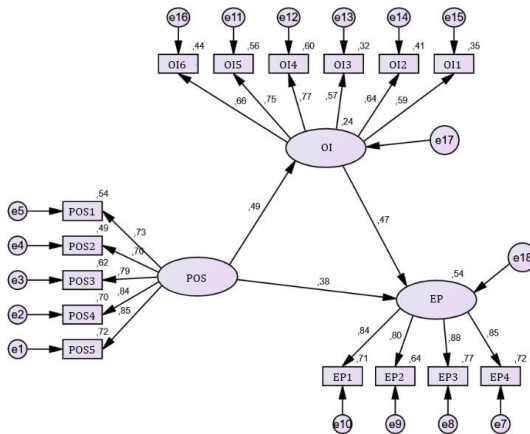 e16 e11 e12 e13 e14 e15
,44 ,56 ,60 ,32 ,41 ,35
OI6 OI5 OI4 OI3 OI2 OI1
,66 ,75 ,77 ,57 ,64 ,59
,24
OI
e17
,49
,47
e5 POS1 ,54
e4 POS2 ,49
e3 POS3 ,62
e2 POS4 ,70
e1 POS5 ,72
,73
,70
,79
,84
,85
POS
,38
e18
,54
EP
,84 ,80 ,88 ,85
,71 ,64 ,77 ,72
EP1 EP2 EP3 EP4
e10 e9 e8 e7